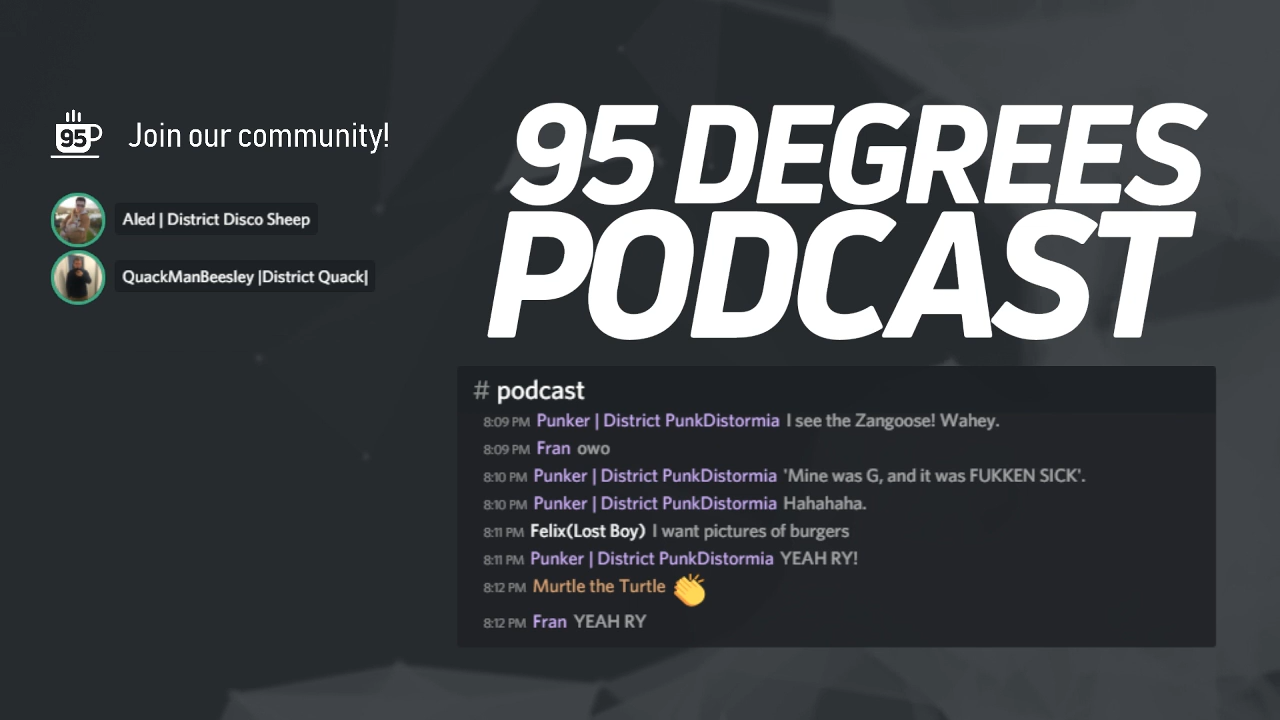 95
Join our community!
Aled | District Disco Sheep
QuackManBeesley |District Quack|
95 DEGREES
PODCAST
# podcast
8:09 PM Punker | District PunkDistormia I see the Zangoose! Wahey.
8:09 PM Fran owo
8:10 PM Punker | District PunkDistormia 'Mine was G, and it was FUKKEN SICK'.
8:10 PM Punker | District PunkDistormia Hahahaha.
8:11 PM Felix(Lost Boy) I want pictures of burgers
8:11 PM Punker | District PunkDistormia YEAH RY!
8:12 PM Murtle the Turtle 👏
8:12 PM Fran YEAH RY